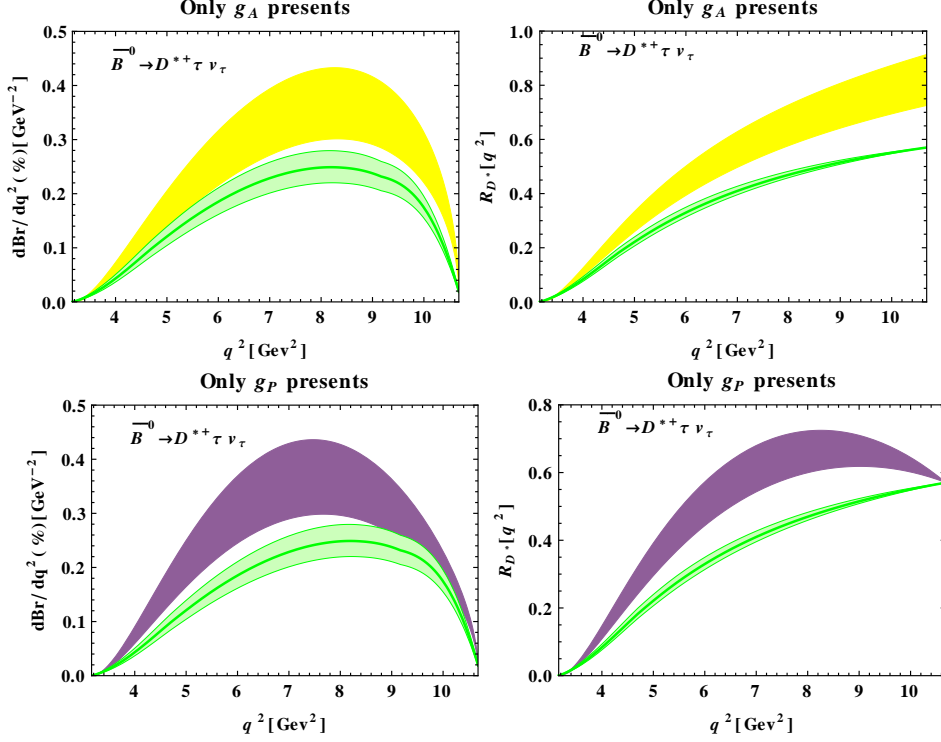 Only g_A presents
B̄⁰→D*⁺τ ν_τ
dBr/dq² (%)[GeV⁻²]
0.5
0.4
0.3
0.2
0.1
0.0
4 5 6 7 8 9 10
q² [Gev²]
Only g_A presents
B̄⁰→D*⁺τ ν_τ
R_D*[q²]
1.0
0.8
0.6
0.4
0.2
0.0
4 5 6 7 8 9 10
q² [Gev²]
Only g_P presents
B̄⁰→D*⁺τ ν_τ
dBr/dq² (%)[GeV⁻²]
0.5
0.4
0.3
0.2
0.1
0.0
4 5 6 7 8 9 10
q² [Gev²]
Only g_P presents
B̄⁰→D*⁺τ ν_τ
R_D*[q²]
0.8
0.6
0.4
0.2
0.0
4 5 6 7 8 9 10
q² [Gev²]